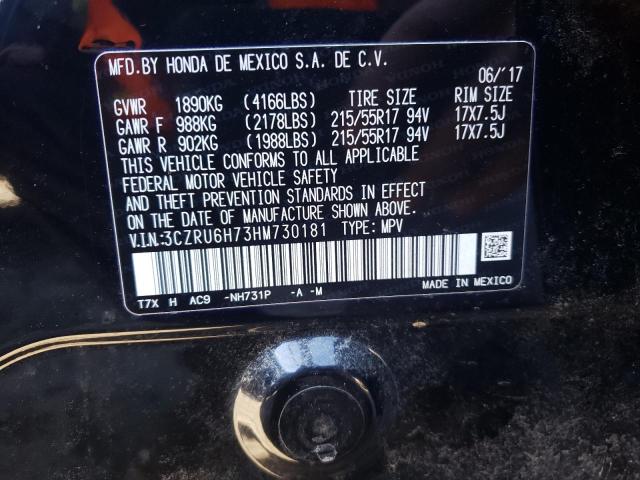 MFD.BY HONDA DE MEXICO S.A. DE C.V.
06/'17
GVWR 1890KG (4166LBS) TIRE SIZE RIM SIZE
GAWR F 988KG (2178LBS) 215/55R17 94V 17X7.5J
GAWR R 902KG (1988LBS) 215/55R17 94V 17X7.5J
THIS VEHICLE CONFORMS TO ALL APPLICABLE
FEDERAL MOTOR VEHICLE SAFETY
AND THEFT PREVENTION STANDARDS IN EFFECT
ON THE DATE OF MANUFACTURE SHOWN ABOVE.
V.I.N:3CZRU6H73HM730181 TYPE: MPV
T7X H AC9 -NH731P -A -M
MADE IN MEXICO